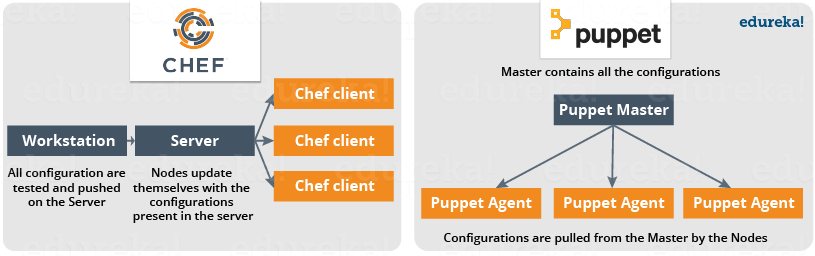 CHEF
Workstation
Server
Chef client
Chef client
Chef client
All configuration are
tested and pushed
on the Server
Nodes update
themselves with the
configurations
present in the server
puppet
edureka!
Master contains all the configurations
Puppet Master
Puppet Agent
Puppet Agent
Puppet Agent
Configurations are pulled from the Master by the Nodes